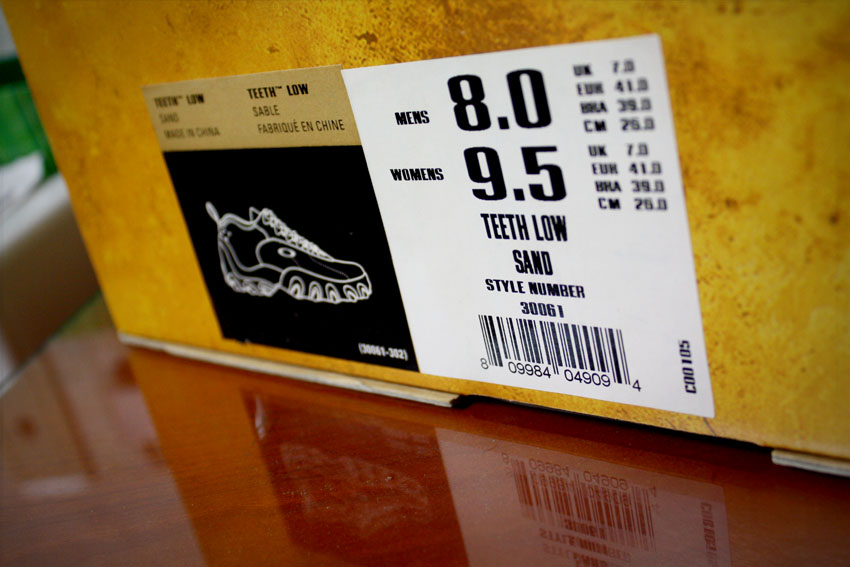 TEETH™ LOW
SAND
MADE IN CHINA
TEETH™ LOW
SABLE
FABRIQUÉ EN CHINE
(30061-302)
MENS 8.0
UK 7.0
EUR 41.0
BRA 39.0
CM 26.0
WOMENS 9.5
UK 7.0
EUR 41.0
BRA 39.0
CM 26.0
TEETH LOW
SAND
STYLE NUMBER
30061
8 09984 04909 4
C00105